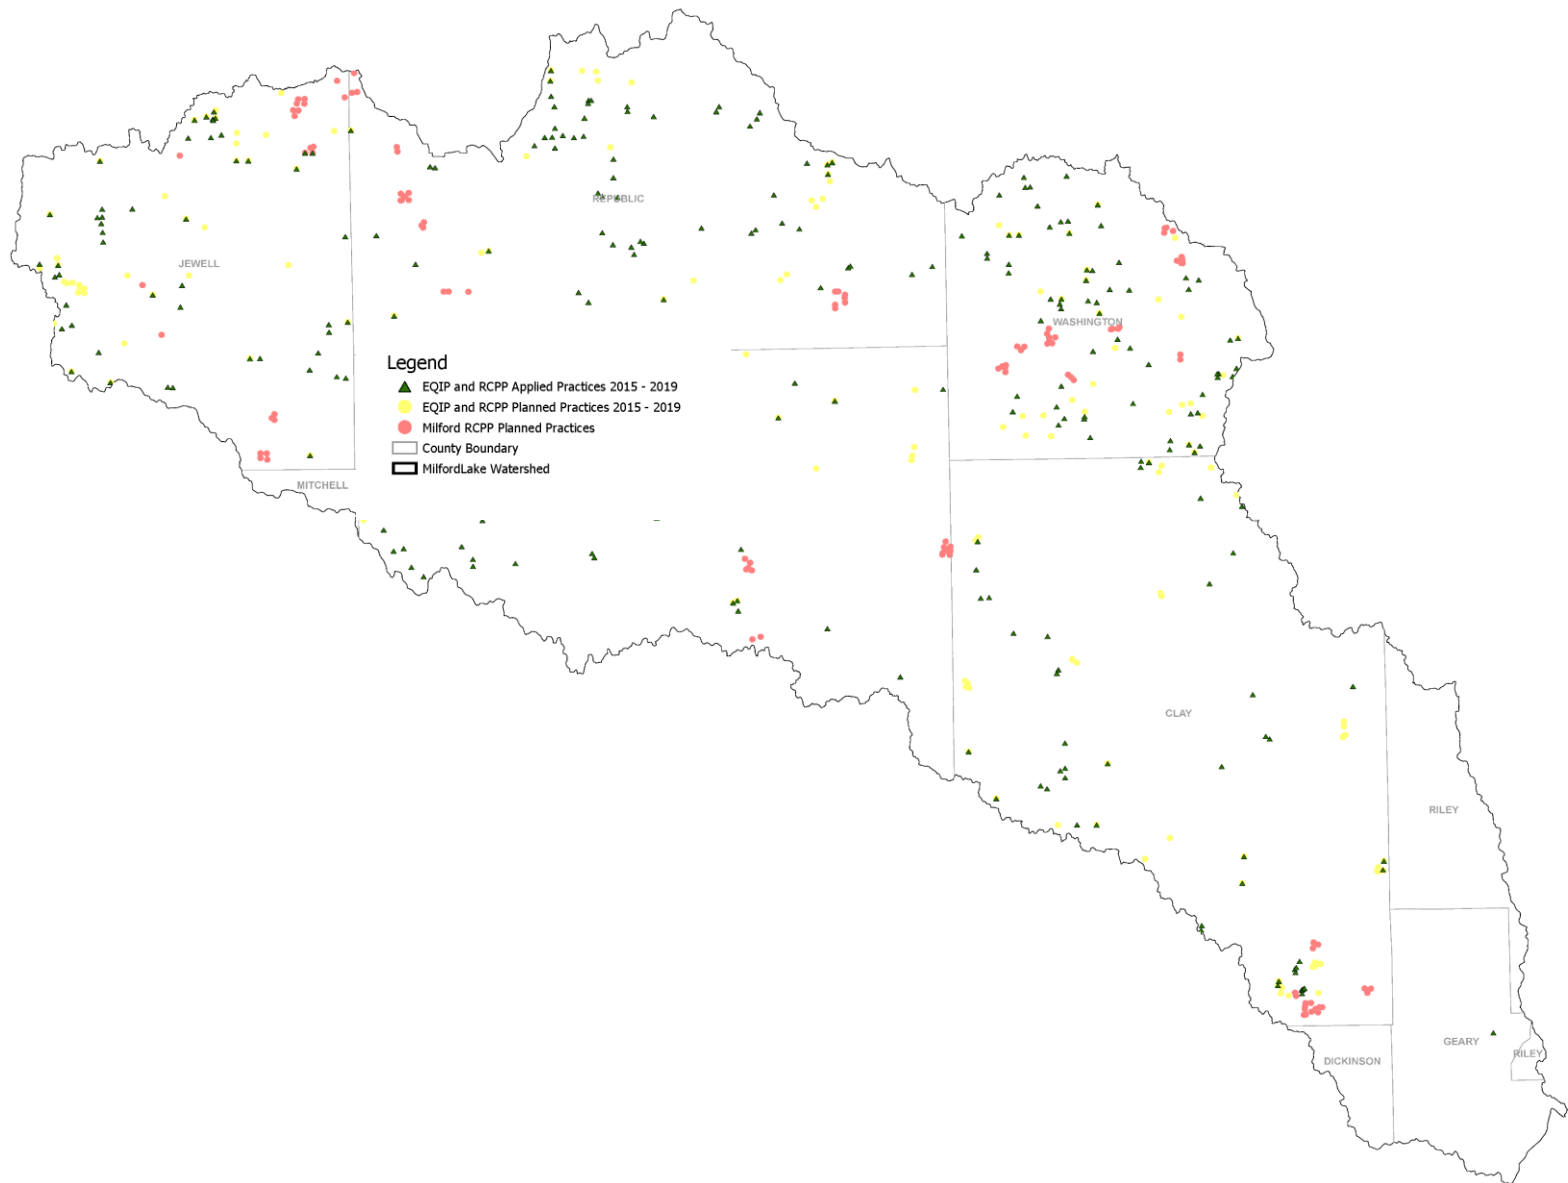 REPUBLIC
JEWELL
WASHINGTON
Legend
EQIP and RCPP Applied Practices 2015 - 2019
EQIP and RCPP Planned Practices 2015 - 2019
Milford RCPP Planned Practices
County Boundary
MilfordLake Watershed
MITCHELL
CLAY
RILEY
GEARY
RILEY
DICKINSON